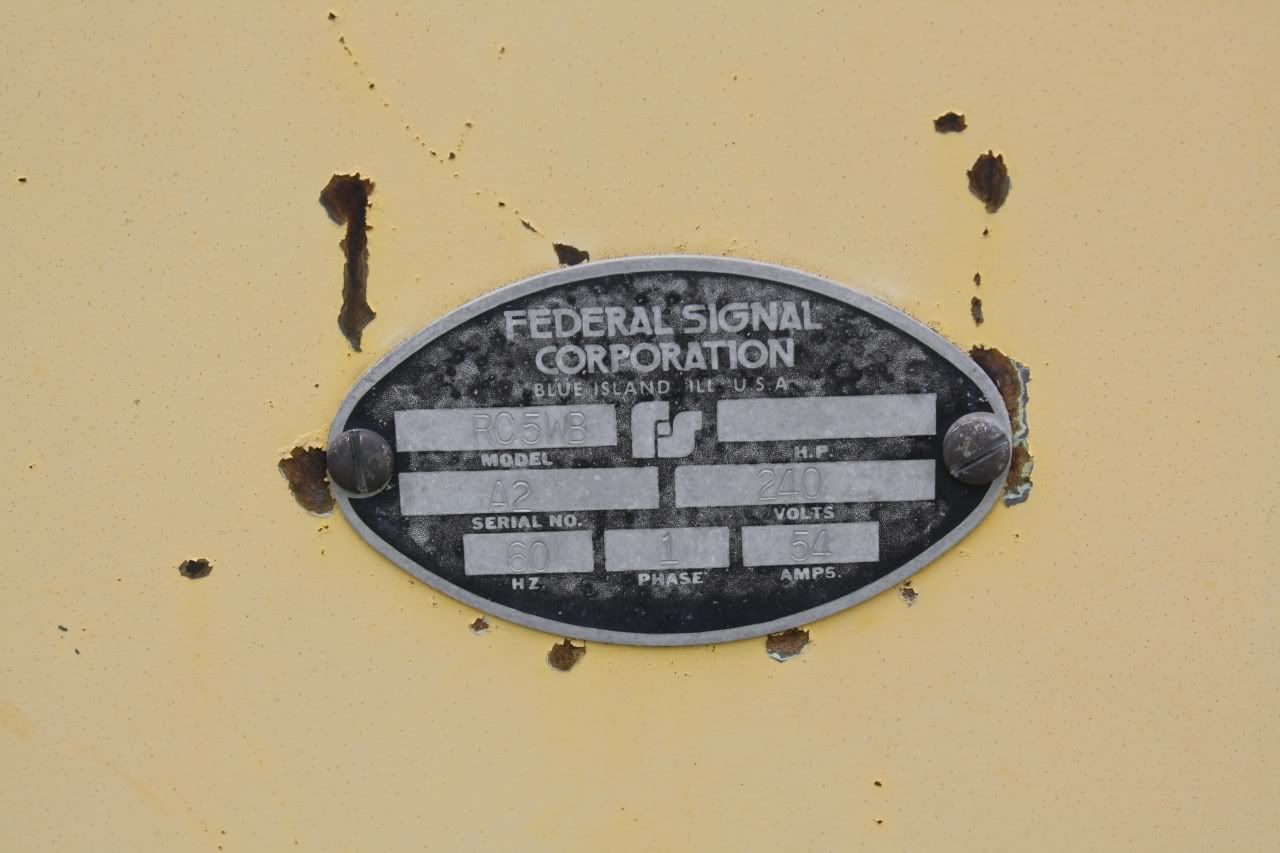 FEDERAL SIGNAL
CORPORATION
BLUE ISLAND ILL. U.S.A.
RC5WB FS
MODEL H.P.
A2 240
SERIAL NO. VOLTS
60 1 54
HZ. PHASE AMPS.